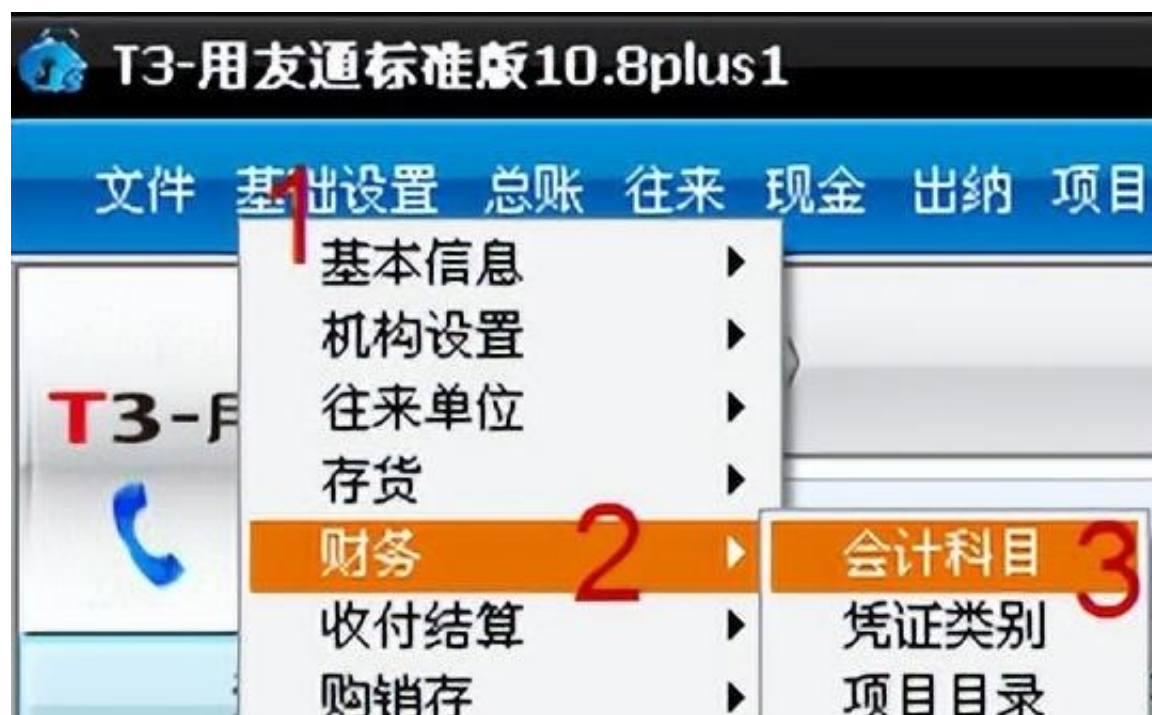 T3-用友通标准版10.8plus1
文件 基础设置 总账 往来 现金 出纳 项目
1
基本信息
机构设置
往来单位
T3-用
存货
财务 2 会计科目 3
收付结算 凭证类别
购销存 项目目录